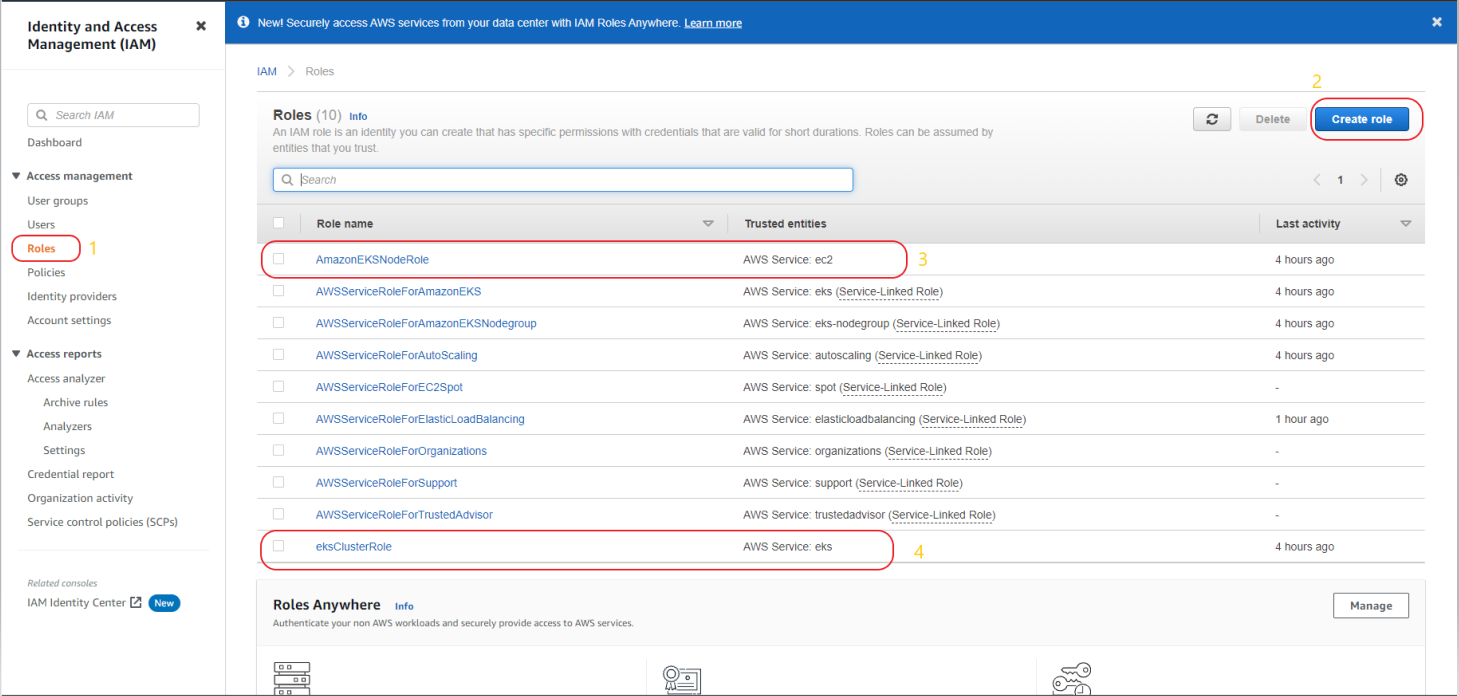 Identity and Access
Management (IAM)
New! Securely access AWS services from your data center with IAM Roles Anywhere. Learn more
Search IAM
Dashboard
Access management
User groups
Users
Roles
1
Policies
Identity providers
Account settings
Access reports
Access analyzer
Archive rules
Analyzers
Settings
Credential report
Organization activity
Service control policies (SCPs)
Related consoles
IAM Identity Center New
IAM Roles
2
Roles (10) Info
An IAM role is an identity you can create that has specific permissions with credentials that are valid for short durations. Roles can be assumed by
entities that you trust.
Delete Create role
Search
1
Role name Trusted entities Last activity
AmazonEKSNodeRole AWS Service: ec2 3 4 hours ago
AWSServiceRoleForAmazonEKS AWS Service: eks (Service-Linked Role) 4 hours ago
AWSServiceRoleForAmazonEKSNodegroup AWS Service: eks-nodegroup (Service-Linked Role) 4 hours ago
AWSServiceRoleForAutoScaling AWS Service: autoscaling (Service-Linked Role) 4 hours ago
AWSServiceRoleForEC2Spot AWS Service: spot (Service-Linked Role) -
AWSServiceRoleForElasticLoadBalancing AWS Service: elasticloadbalancing (Service-Linked Role) 1 hour ago
AWSServiceRoleForOrganizations AWS Service: organizations (Service-Linked Role) -
AWSServiceRoleForSupport AWS Service: support (Service-Linked Role) -
AWSServiceRoleForTrustedAdvisor AWS Service: trustedadvisor (Service-Linked Role) -
eksClusterRole AWS Service: eks 4 4 hours ago
Roles Anywhere Info
Authenticate your non AWS workloads and securely provide access to AWS services.
Manage